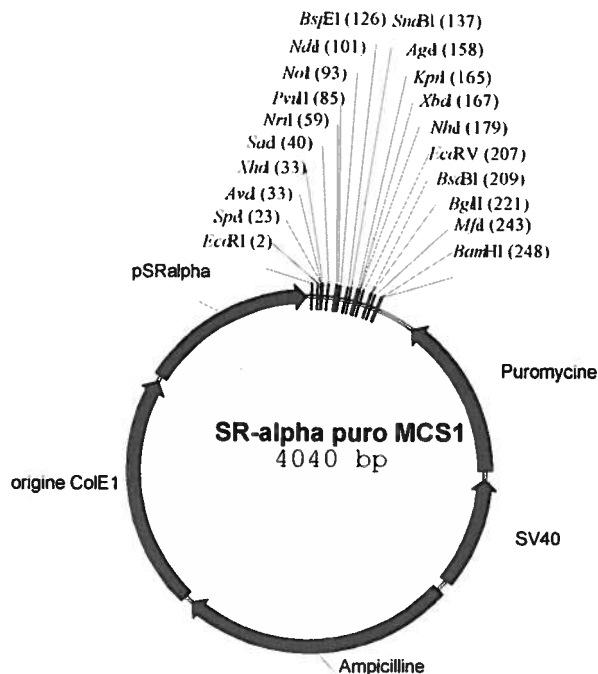 BspEI (126)
SnaBI (137)
NdeI (101)
AgeI (158)
NotI (93)
KpnI (165)
PvuII (85)
XbaI (167)
NruI (59)
NheI (179)
SacI (40)
EcoRV (207)
XhoI (33)
BsaBI (209)
AvaI (33)
BglII (221)
SphI (23)
MfeI (243)
EcoRI (2)
BamHI (248)
pSRalpha
Puromycine
SR-alpha puro MCS1
4040 bp
origine ColE1
SV40
Ampicilline